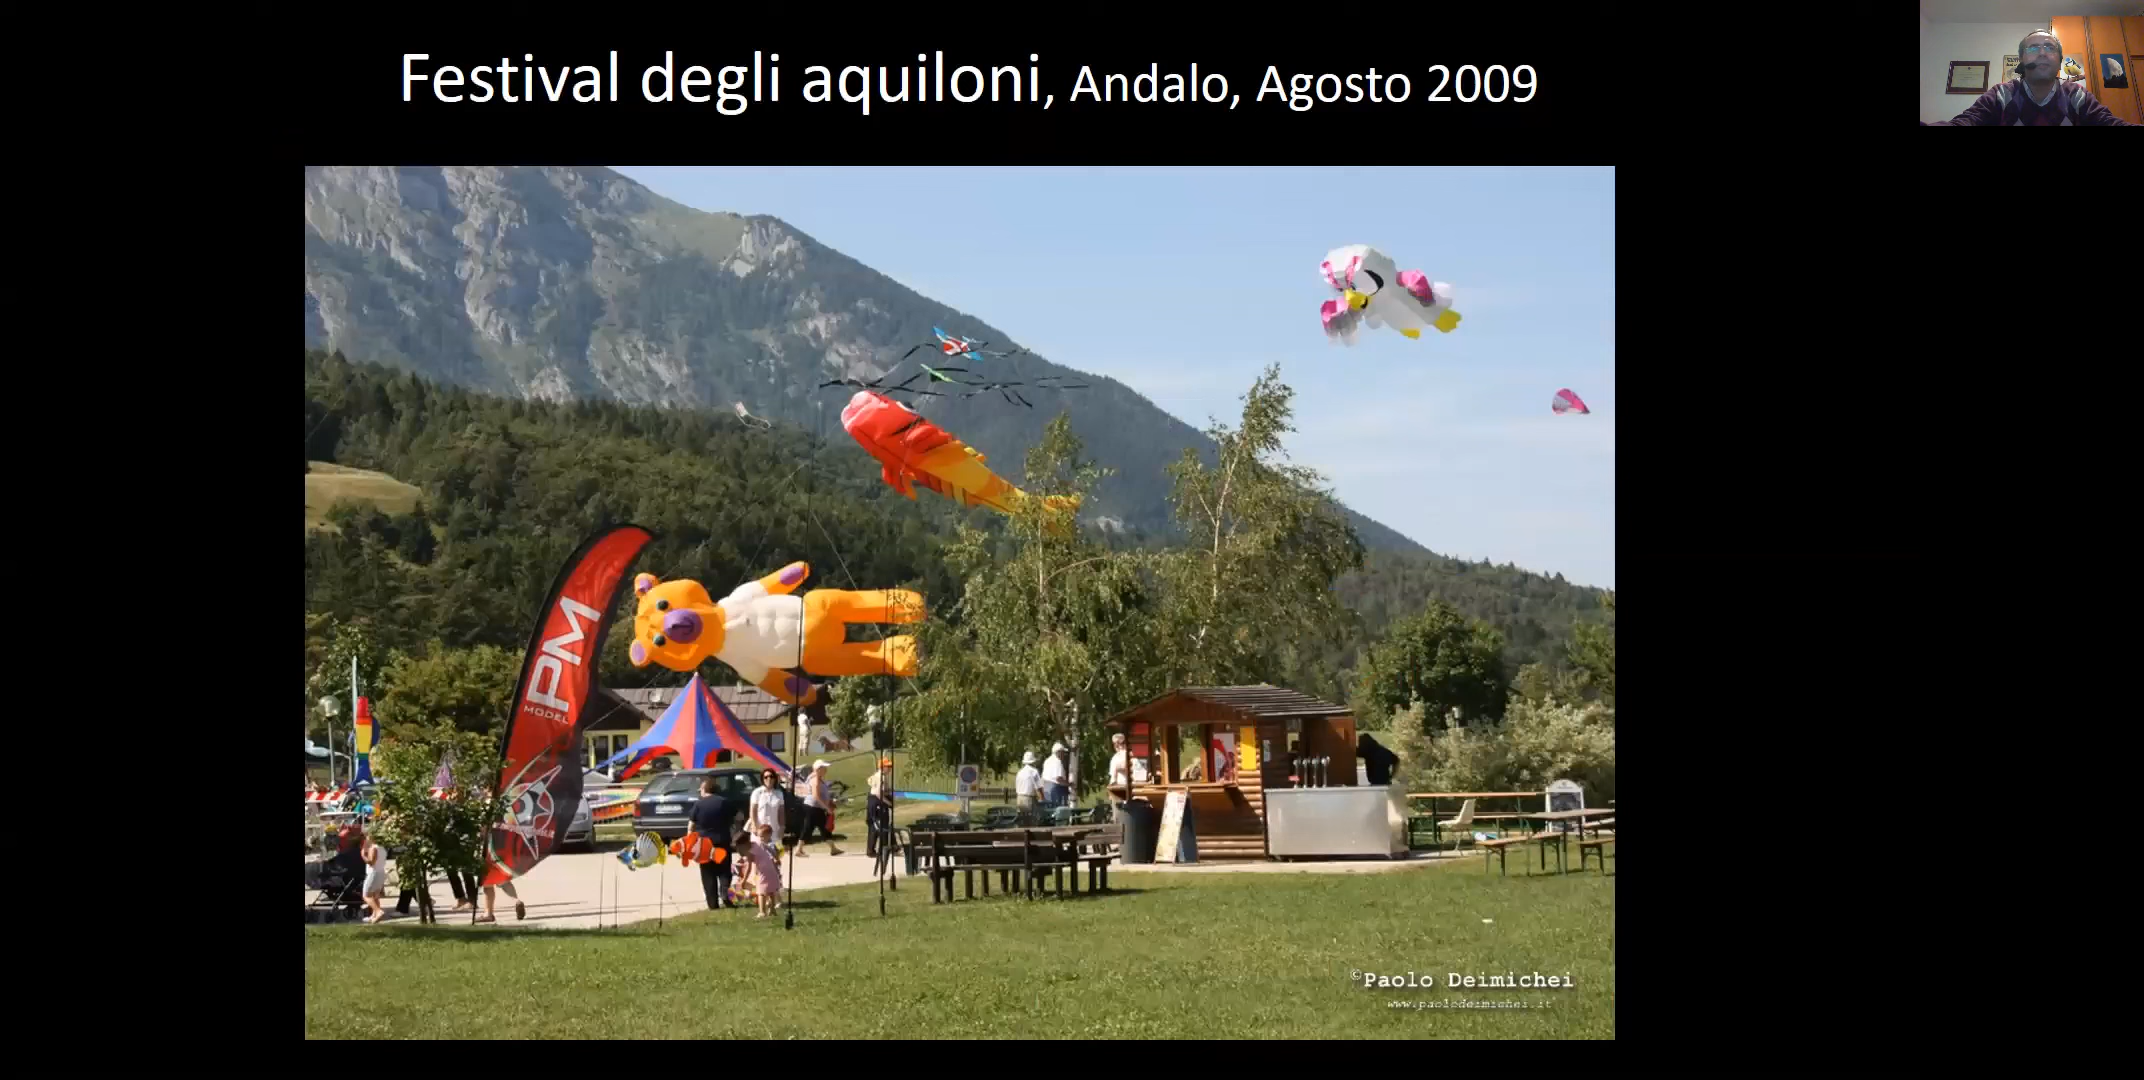 Festival degli aquiloni, Andalo, Agosto 2009
PM
MODEL
©Paolo Deimichei
www.paolodeimichei.it